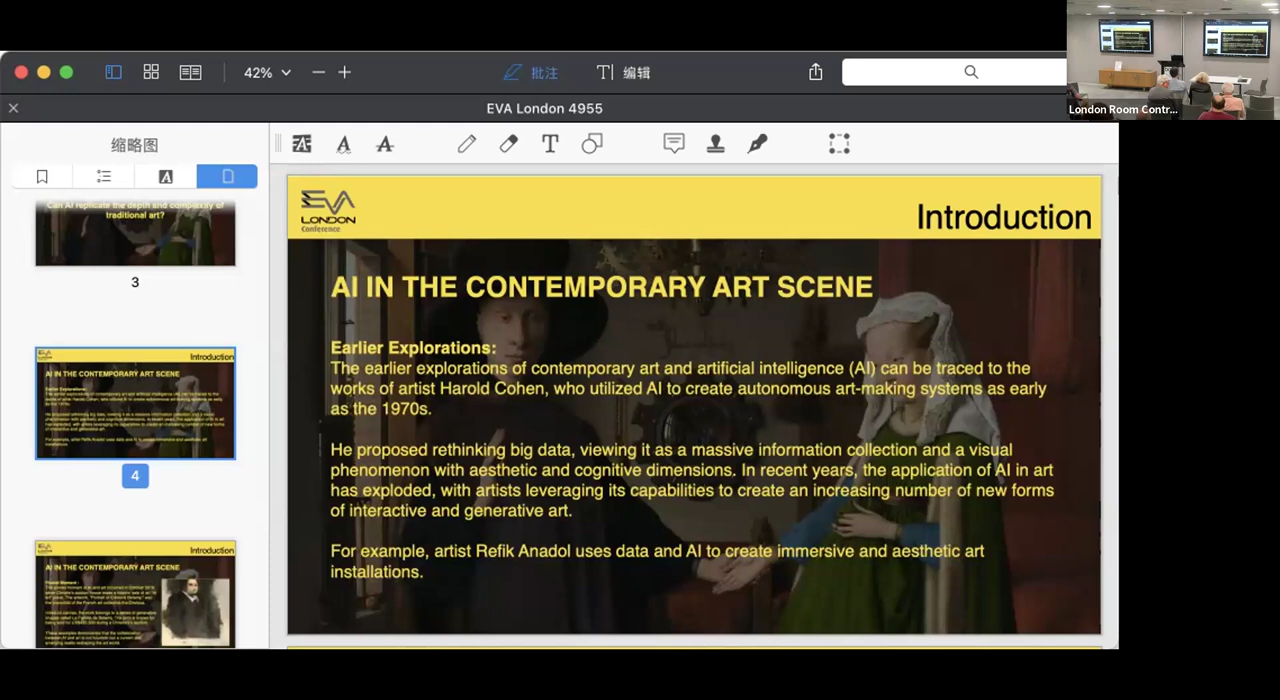 42%
批注
编辑
London Room Contr...
EVA London 4955
缩略图
Can AI replicate the depth and complexity of
traditional art?
3
Introduction
AI IN THE CONTEMPORARY ART SCENE
4
Introduction
AI IN THE CONTEMPORARY ART SCENE
EVA
LONDON
Conference
Introduction
AI IN THE CONTEMPORARY ART SCENE
Earlier Explorations:
The earlier explorations of contemporary art and artificial intelligence (AI) can be traced to the
works of artist Harold Cohen, who utilized AI to create autonomous art-making systems as early
as the 1970s.
He proposed rethinking big data, viewing it as a massive information collection and a visual
phenomenon with aesthetic and cognitive dimensions. In recent years, the application of AI in art
has exploded, with artists leveraging its capabilities to create an increasing number of new forms
of interactive and generative art.
For example, artist Refik Anadol uses data and AI to create immersive and aesthetic art
installations.